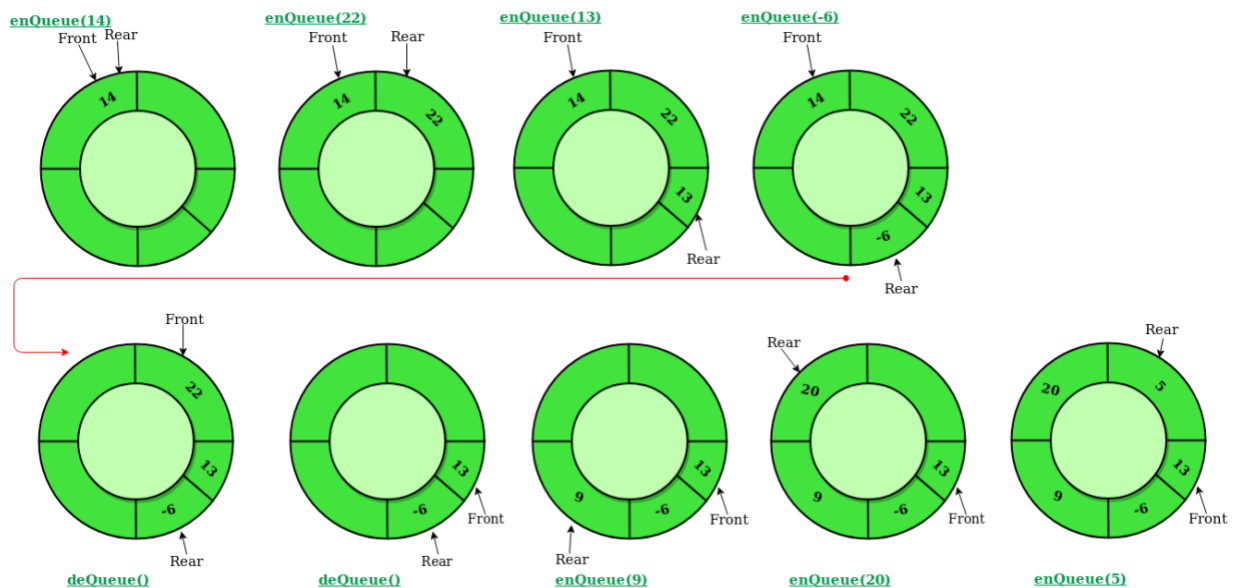 enQueue(14)
enQueue(22)
enQueue(13)
enQueue(-6)
Front
Rear
Front
Rear
Front
Front
14
14
22
14
22
14
22
13
13
-6
Rear
Rear
Front
Rear
Rear
22
20
20
5
13
13
13
13
13
-6
-6
9
-6
9
-6
9
-6
Front
Front
Front
Front
Rear
Rear
Rear
deQueue()
deQueue()
enQueue(9)
enQueue(20)
enQueue(5)